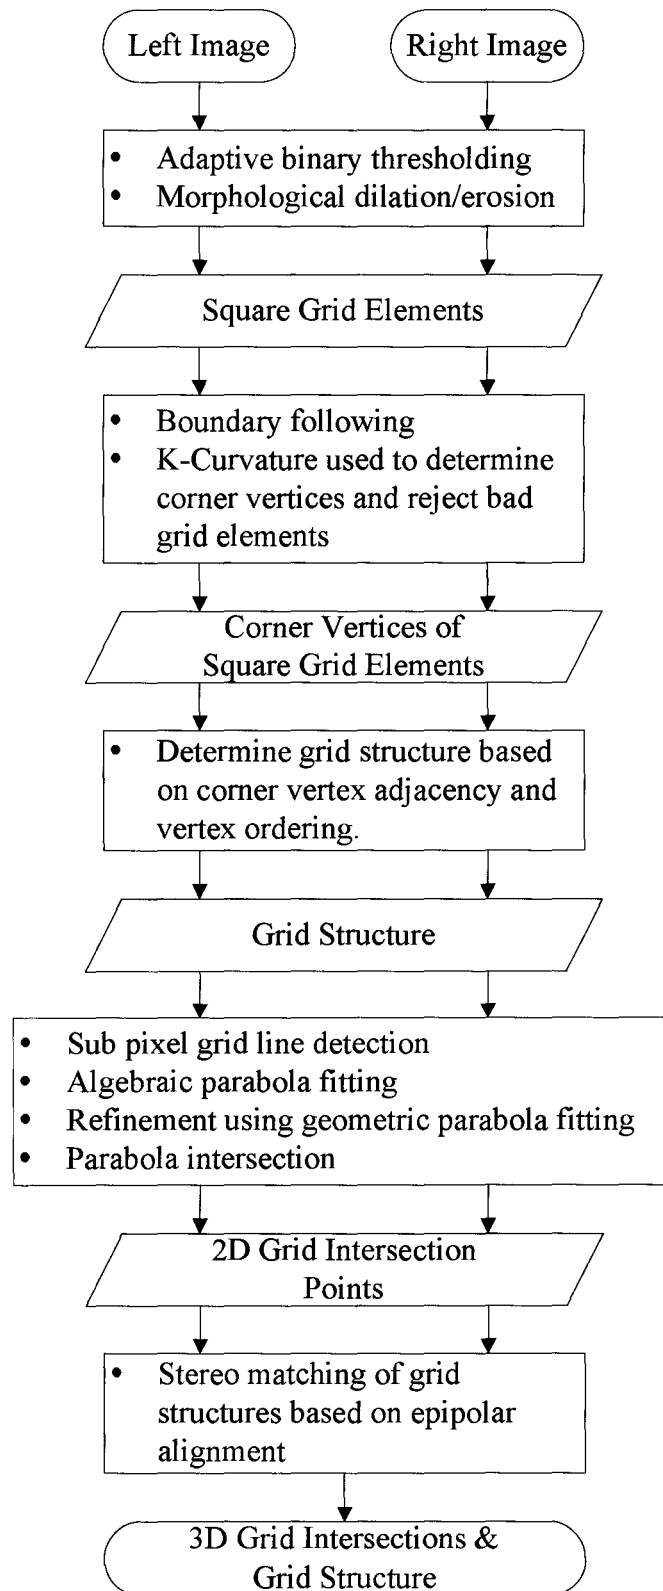 Left Image
Right Image
• Adaptive binary thresholding
• Morphological dilation/erosion
Square Grid Elements
• Boundary following
• K-Curvature used to determine
corner vertices and reject bad
grid elements
Corner Vertices of
Square Grid Elements
• Determine grid structure based
on corner vertex adjacency and
vertex ordering.
Grid Structure
• Sub pixel grid line detection
• Algebraic parabola fitting
• Refinement using geometric parabola fitting
• Parabola intersection
2D Grid Intersection
Points
• Stereo matching of grid
structures based on epipolar
alignment
3D Grid Intersections &
Grid Structure